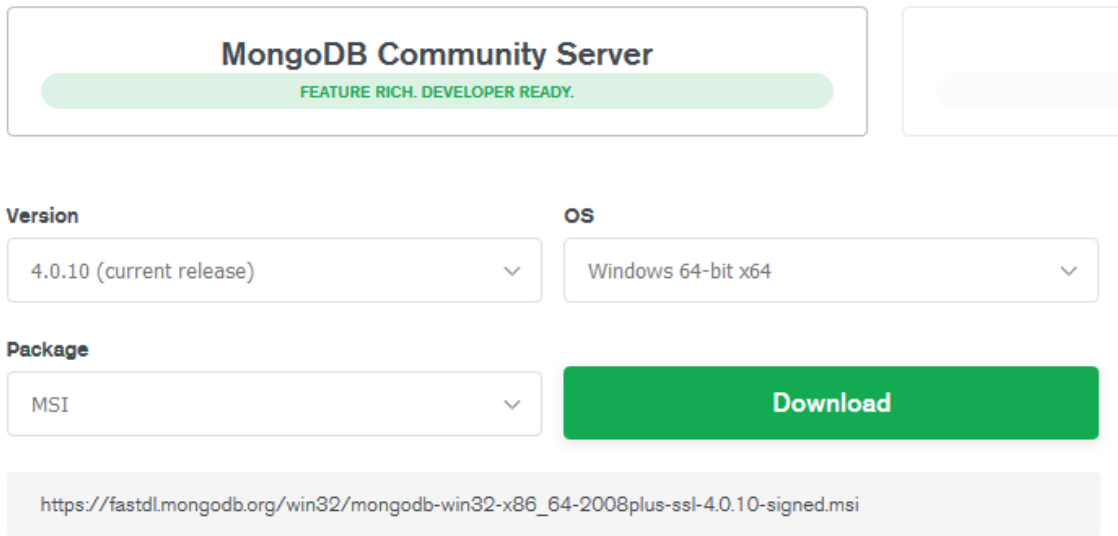 MongoDB Community Server
FEATURE RICH. DEVELOPER READY.
Version
OS
4.0.10 (current release)
Windows 64-bit x64
Package
MSI
Download
https://fastdl.mongodb.org/win32/mongodb-win32-x86_64-2008plus-ssl-4.0.10-signed.msi